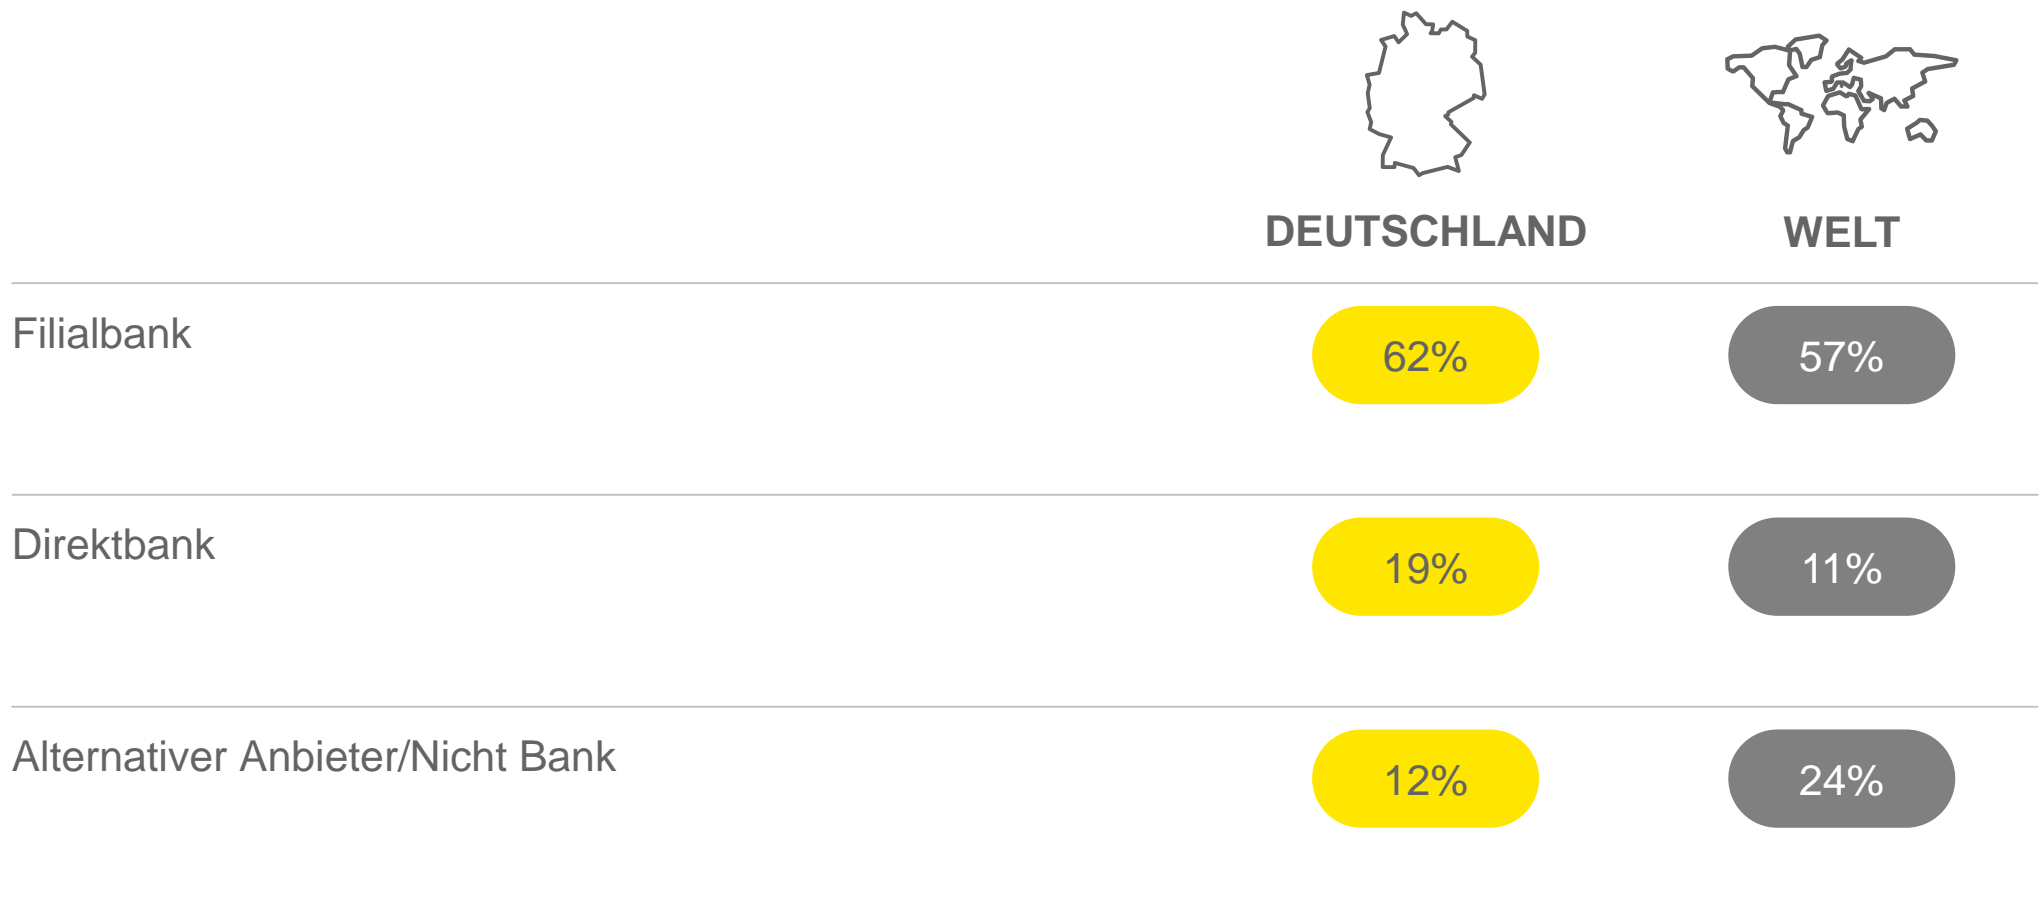 DEUTSCHLAND WELT
Filialbank 62% 57%
Direktbank 19% 11%
Alternativer Anbieter/Nicht Bank 12% 24%